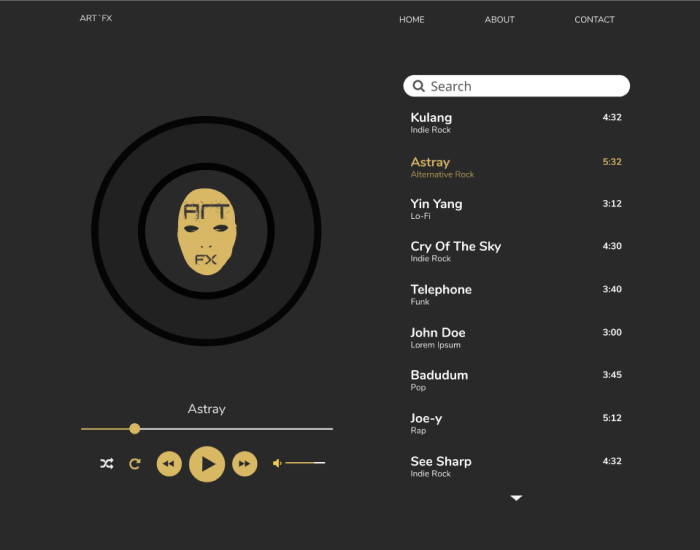 ART`FX
HOME
ABOUT
CONTACT
Search
ART
FX
Kulang
4:32
Indie Rock
Astray
5:32
Alternative Rock
Yin Yang
3:12
Lo-Fi
Cry Of The Sky
4:30
Indie Rock
Telephone
3:40
Funk
John Doe
3:00
Lorem Ipsum
Badudum
3:45
Pop
Joe-y
5:12
Rap
See Sharp
4:32
Indie Rock
Astray